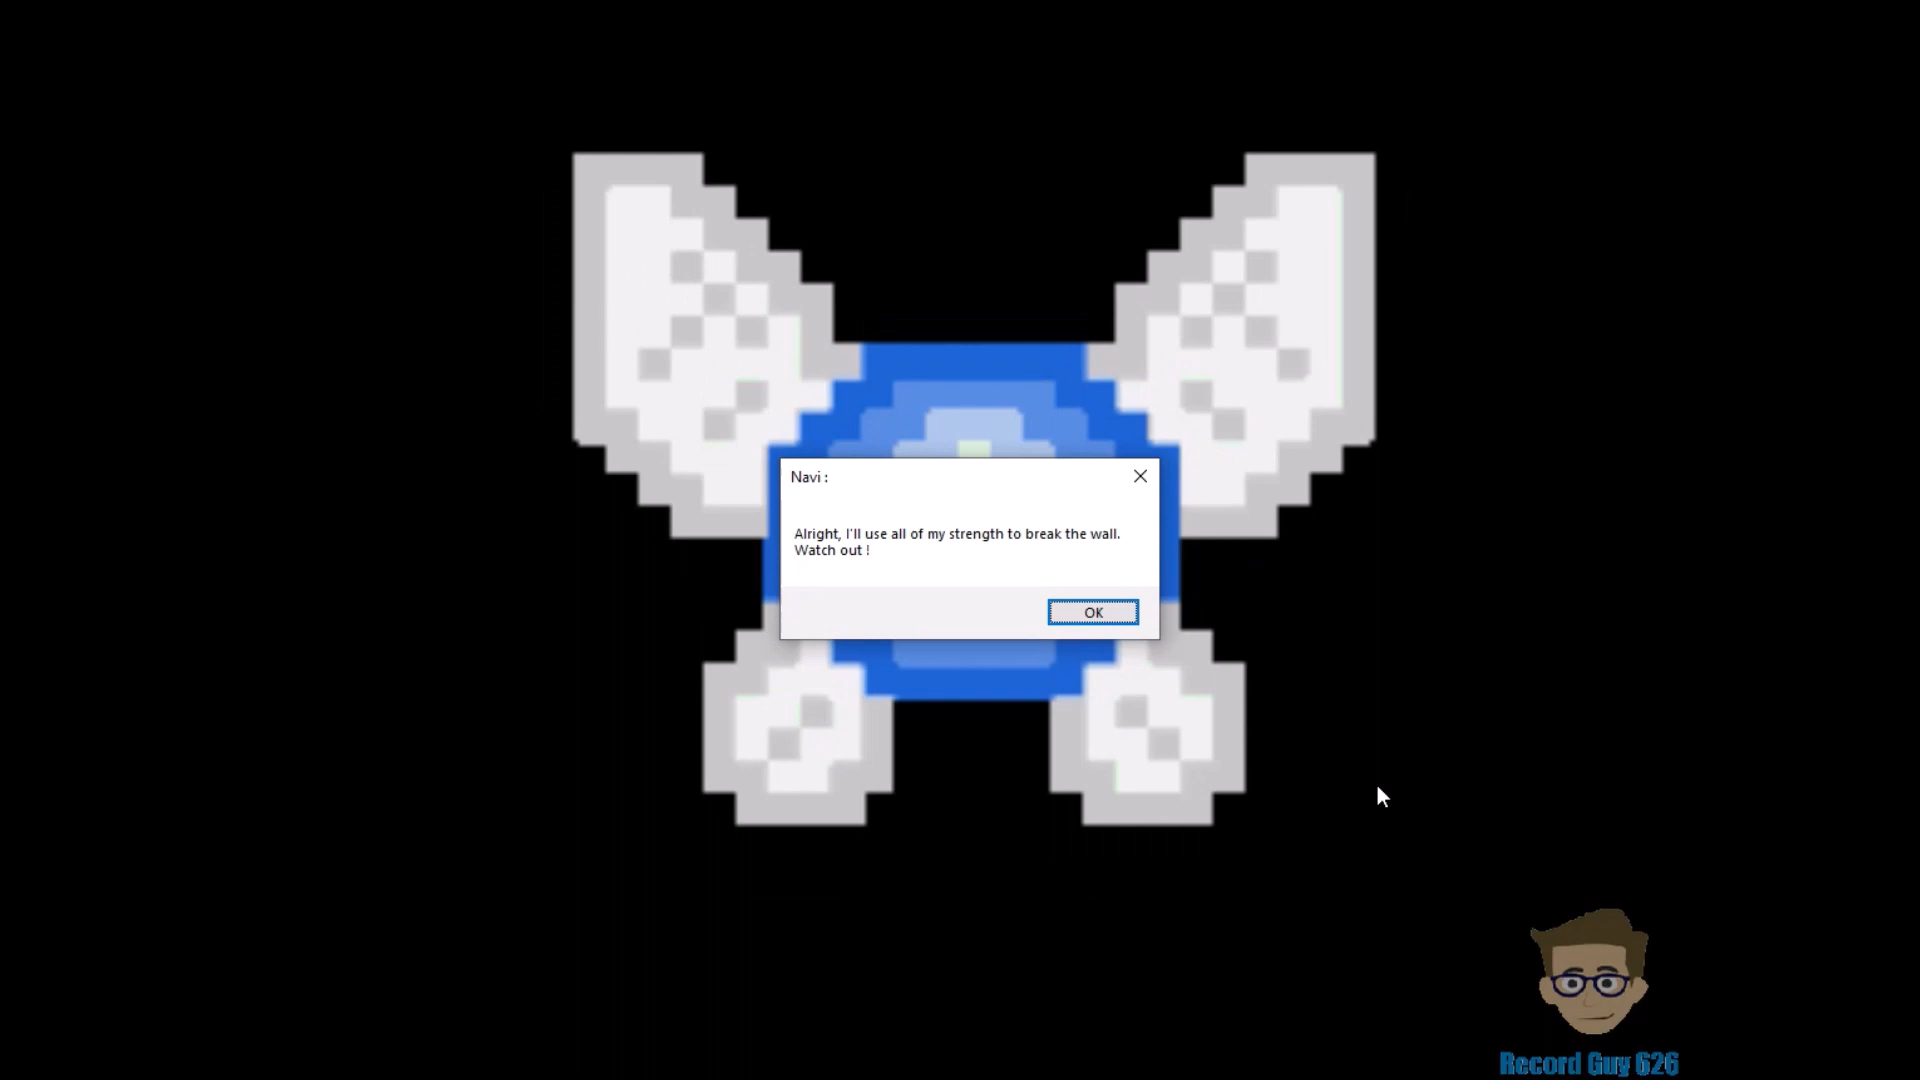 Navi :
Alright, I'll use all of my strength to break the wall.
Watch out !
OK
Record Guy 626